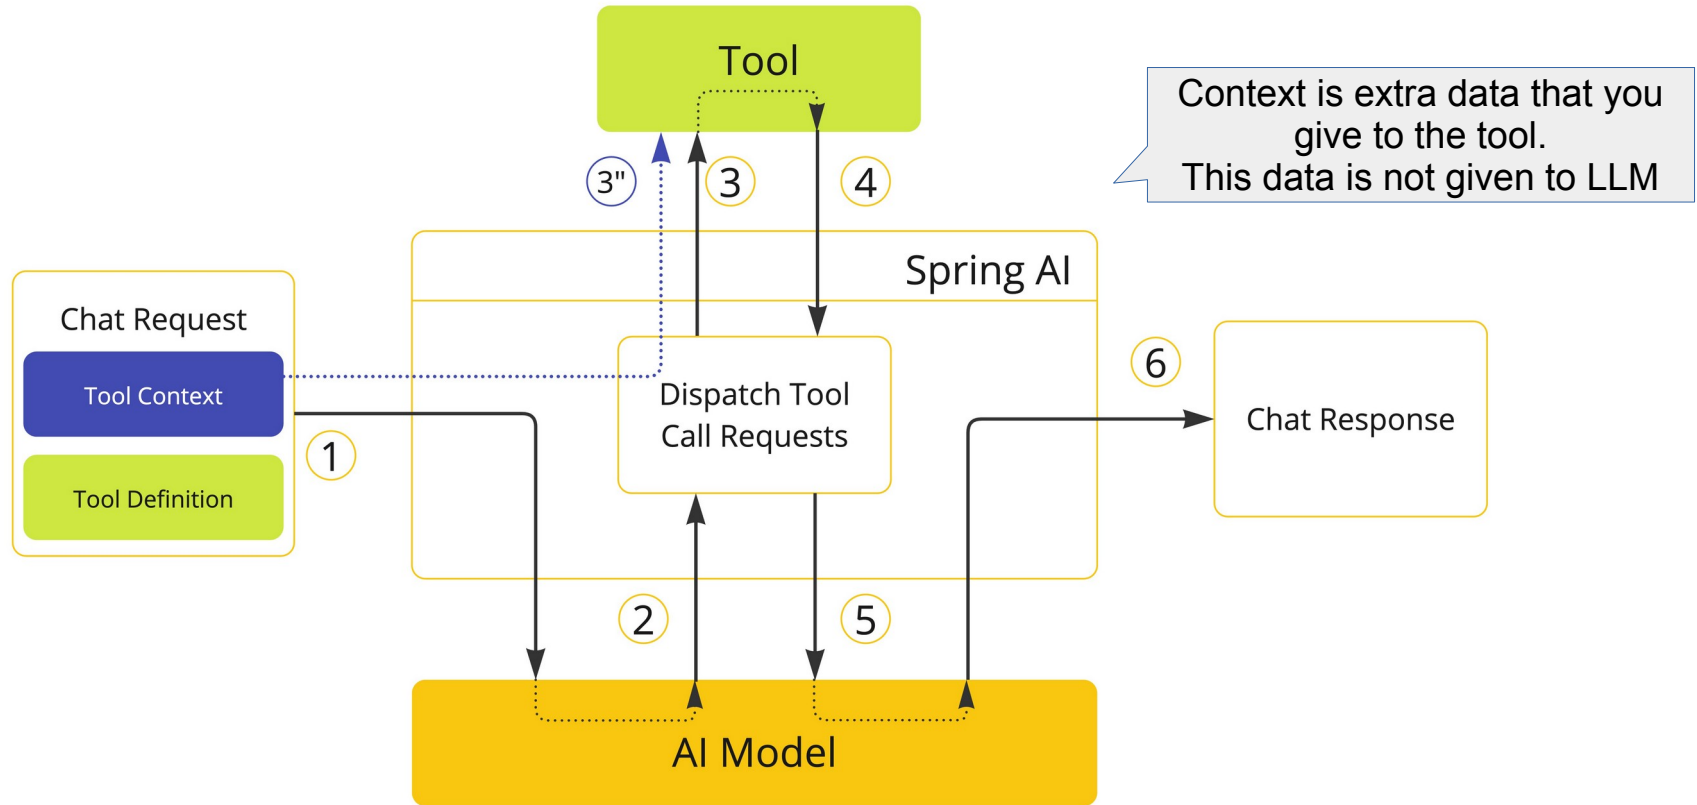 Tool
Context is extra data that you
give to the tool.
This data is not given to LLM
3"
3
4
Spring AI
Chat Request
Tool Context
Tool Definition
1
Dispatch Tool
Call Requests
6
Chat Response
2
5
AI Model